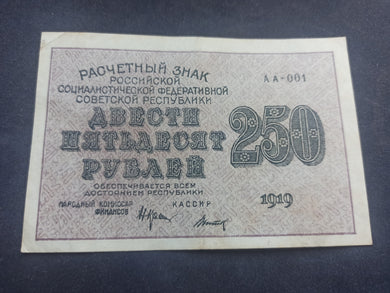 РАСЧЕТНЫЙ ЗНАК
РОССИЙСКОЙ
СОЦИАЛИСТИЧЕСКОЙ ФЕДЕРАТИВНОЙ
СОВЕТСКОЙ РЕСПУБЛИКИ
АА-001
ДВЕСТИ
ПЯТЬДЕСЯТ
РУБЛЕЙ
250
ОБЕСПЕЧИВАЕТСЯ ВСЕМ
ДОСТОЯНИЕМ РЕСПУБЛИКИ
НАРОДНЫЙ КОМИССАР
ФИНАНСОВ
КАССИР
1919